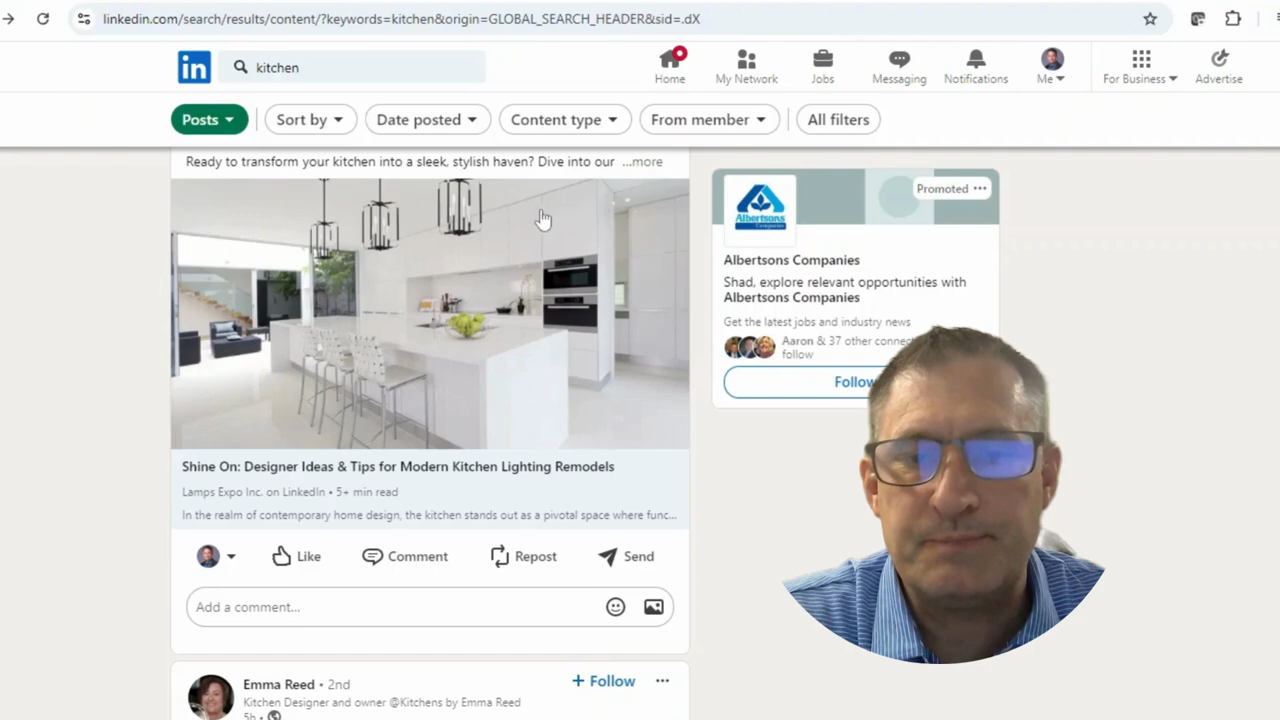 linkedin.com/search/results/content/?keywords=kitchen&origin=GLOBAL_SEARCH_HEADER&sid=.dX
in
kitchen
Home
My Network
Jobs
Messaging
Notifications
Me
For Business
Advertise
Posts
Sort by
Date posted
Content type
From member
All filters
Ready to transform your kitchen into a sleek, stylish haven? Dive into our ...more
Shine On: Designer Ideas & Tips for Modern Kitchen Lighting Remodels
Lamps Expo Inc. on LinkedIn • 5+ min read
In the realm of contemporary home design, the kitchen stands out as a pivotal space where func...
Like
Comment
Repost
Send
Add a comment...
Emma Reed • 2nd
+ Follow
Kitchen Designer and owner @Kitchens by Emma Reed
5h •
Promoted
Albertsons
Companies
Albertsons Companies
Shad, explore relevant opportunities with
Albertsons Companies
Get the latest jobs and industry news
Aaron & 37 other connec
follow
Follow